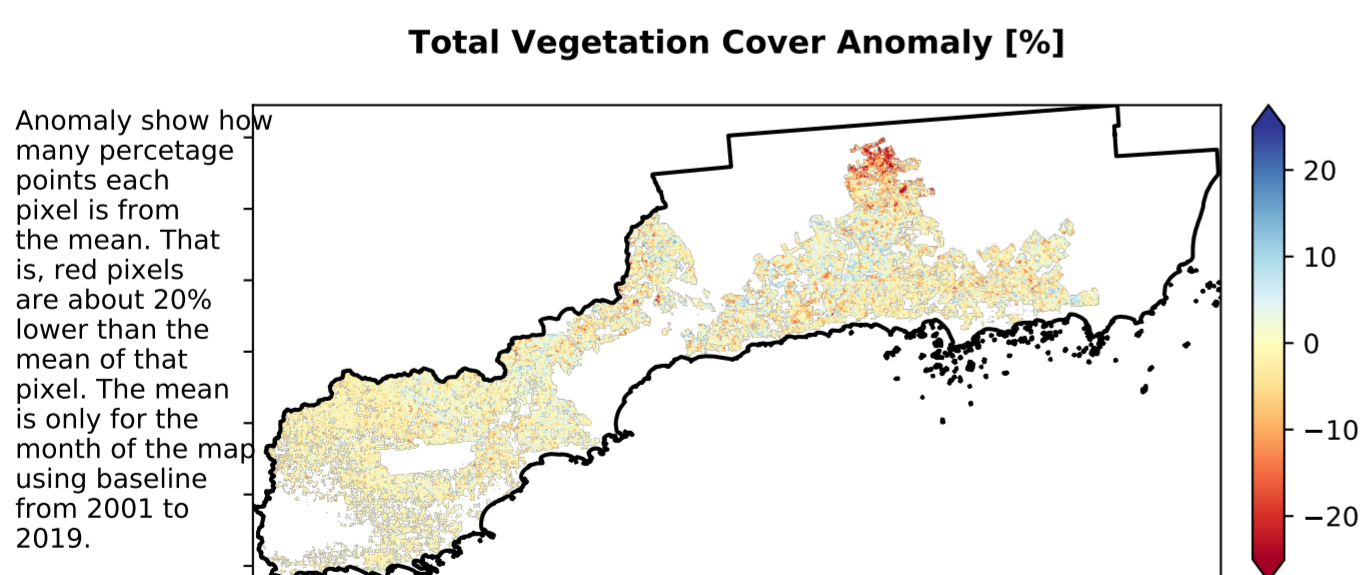 Total Vegetation Cover Anomaly [%]
Anomaly show how
many percetage
points each
pixel is from
the mean. That
is, red pixels
are about 20%
lower than the
mean of that
pixel. The mean
is only for the
month of the map
using baseline
from 2001 to
2019.
20
10
0
−10
−20